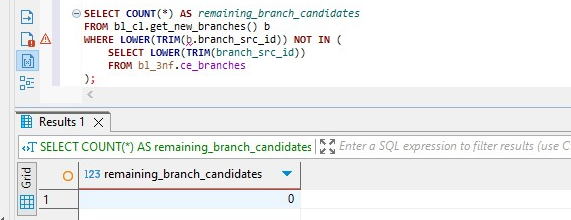 SELECT COUNT(*) AS remaining_branch_candidates
FROM bl_cl.get_new_branches() b
WHERE LOWER(TRIM(b.branch_src_id)) NOT IN (
SELECT LOWER(TRIM(branch_src_id))
FROM bl_3nf.ce_branches
);
Results 1
SELECT COUNT(*) AS remaining_branch_candidates
Enter a SQL expression to filter results (use C
Grid
123 remaining_branch_candidates
1 0